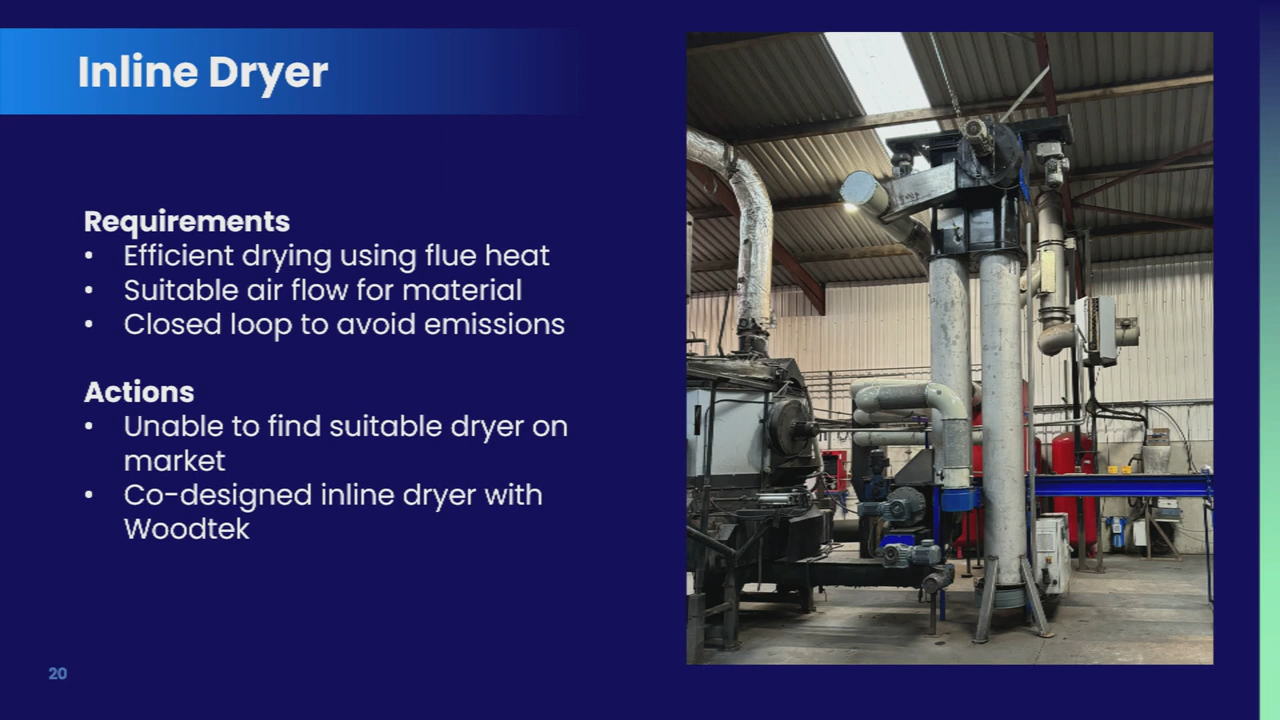 Inline Dryer
Requirements
• Efficient drying using flue heat
• Suitable air flow for material
• Closed loop to avoid emissions
Actions
• Unable to find suitable dryer on
market
• Co-designed inline dryer with
Woodtek
20